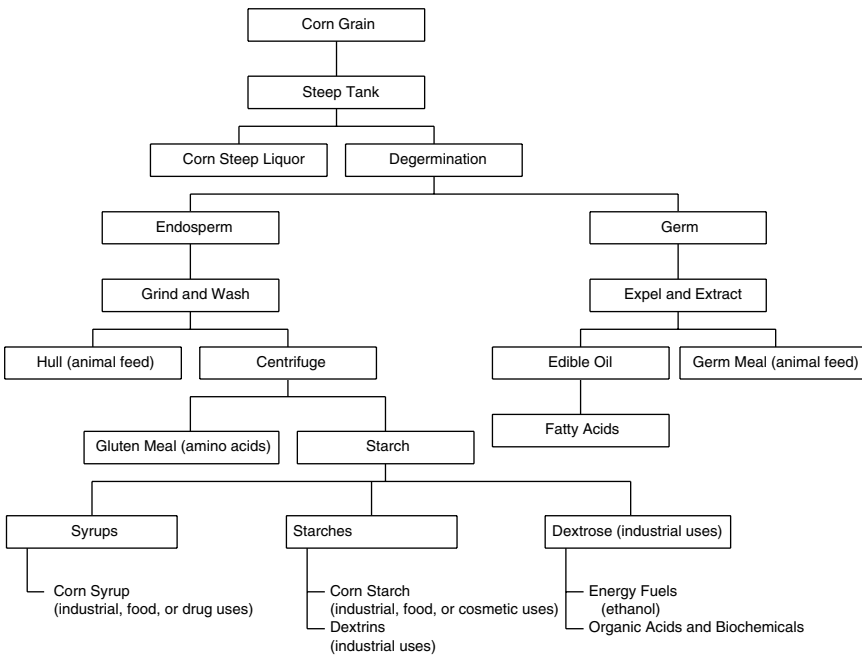 Corn Grain
Steep Tank
Corn Steep Liquor
Degermination
Endosperm
Germ
Grind and Wash
Expel and Extract
Hull (animal feed)
Centrifuge
Edible Oil
Germ Meal (animal feed)
Gluten Meal (amino acids)
Starch
Fatty Acids
Syrups
Starches
Dextrose (industrial uses)
Corn Syrup
(industrial, food, or drug uses)
Corn Starch
(industrial, food, or cosmetic uses)
Dextrins
(industrial uses)
Energy Fuels
(ethanol)
Organic Acids and Biochemicals